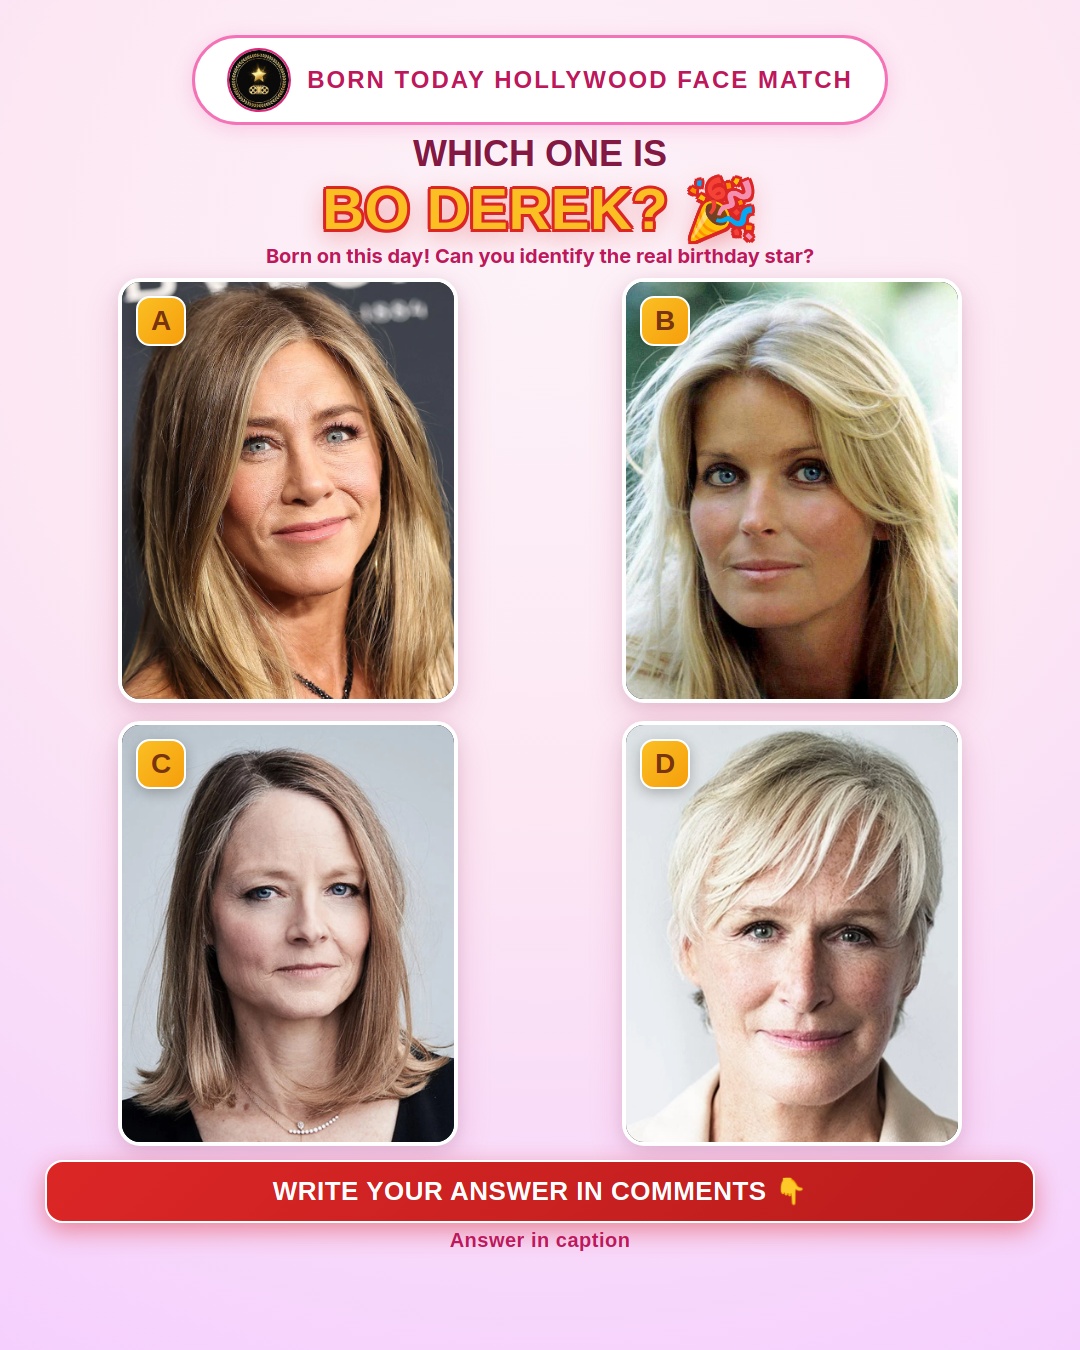 BORN TODAY HOLLYWOOD FACE MATCH
WHICH ONE IS
BO DEREK? 🎉
Born on this day! Can you identify the real birthday star?
A
B
C
D
WRITE YOUR ANSWER IN COMMENTS 👇
Answer in caption